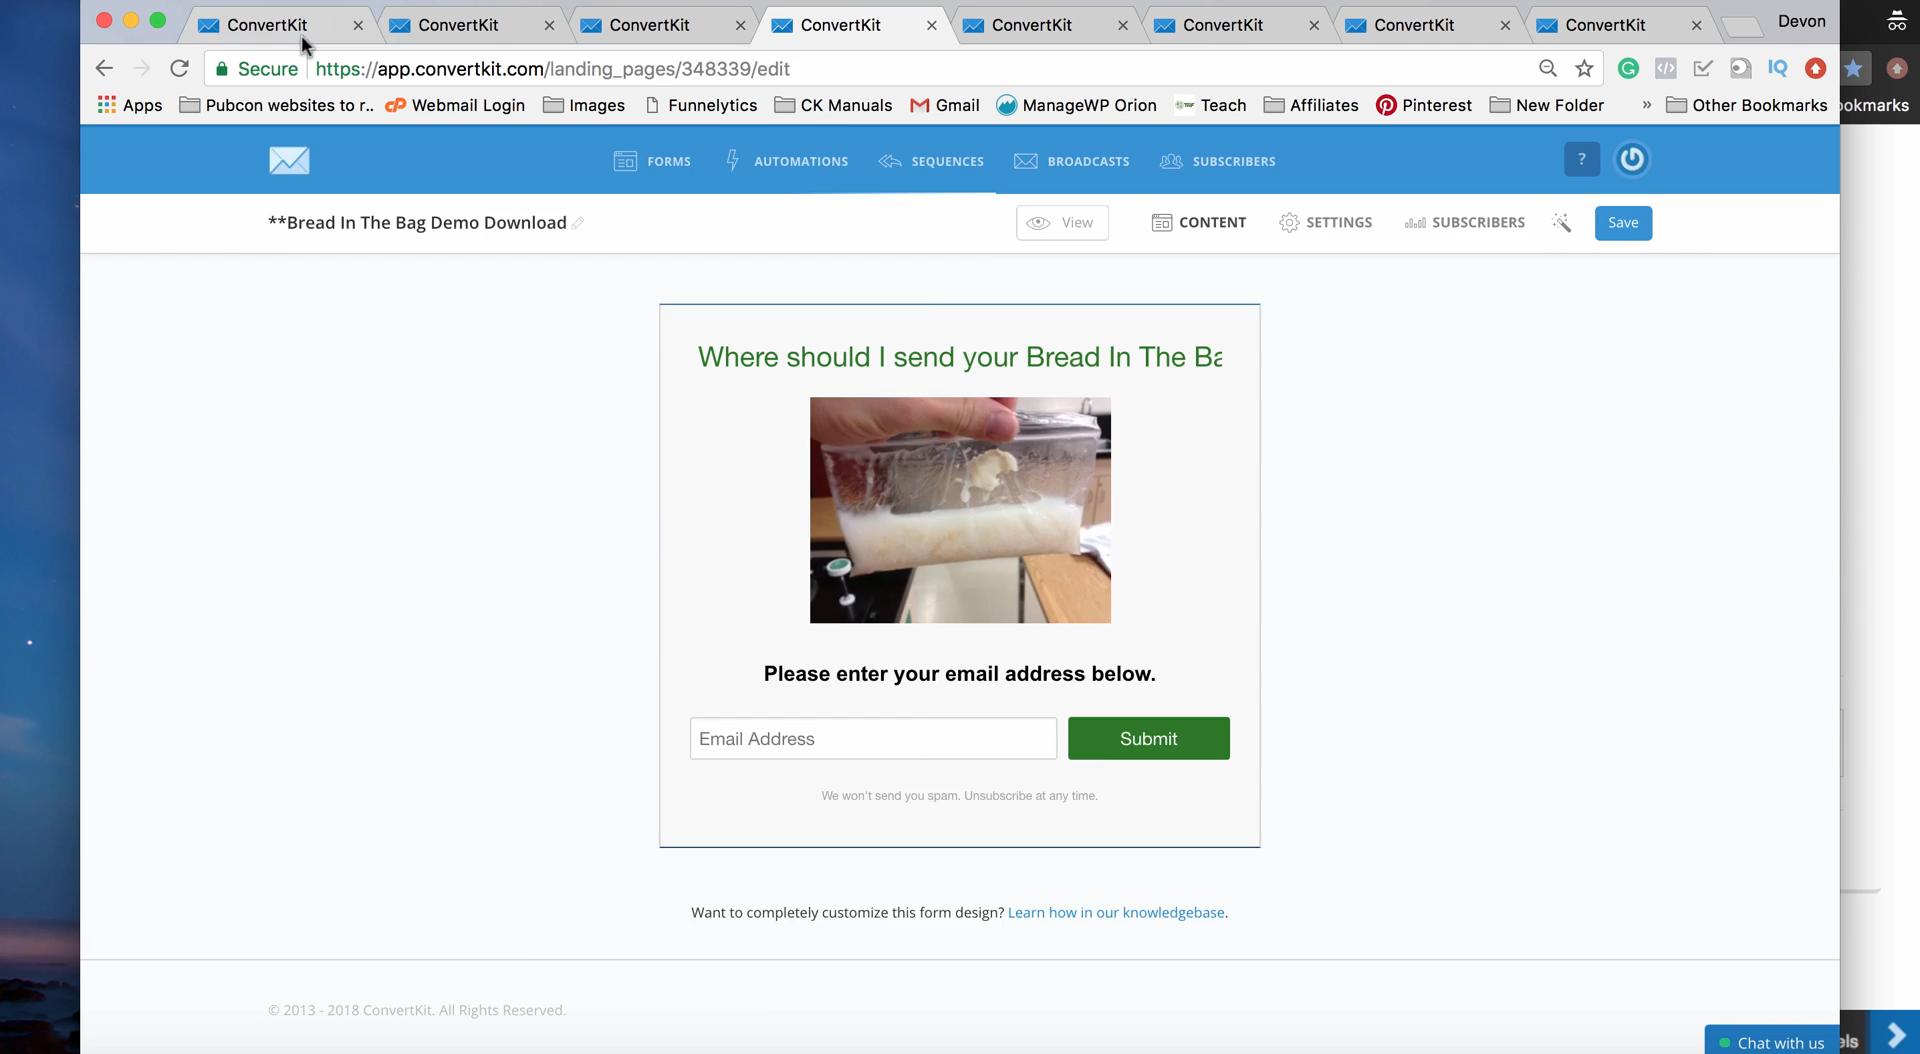 ConvertKit ConvertKit ConvertKit ConvertKit ConvertKit ConvertKit ConvertKit ConvertKit Devon
Secure https://app.convertkit.com/landing_pages/348339/edit
Apps Pubcon websites to r... Webmail Login Images Funnelytics CK Manuals Gmail ManageWP Orion Teach Affiliates Pinterest New Folder » Other Bookmarks okmarks
FORMS AUTOMATIONS SEQUENCES BROADCASTS SUBSCRIBERS ?
**Bread In The Bag Demo Download View CONTENT SETTINGS SUBSCRIBERS Save
Where should I send your Bread In The Ba
Please enter your email address below.
Email Address Submit
We won't send you spam. Unsubscribe at any time.
Want to completely customize this form design? Learn how in our knowledgebase.
© 2013 - 2018 ConvertKit. All Rights Reserved.
Chat with us els